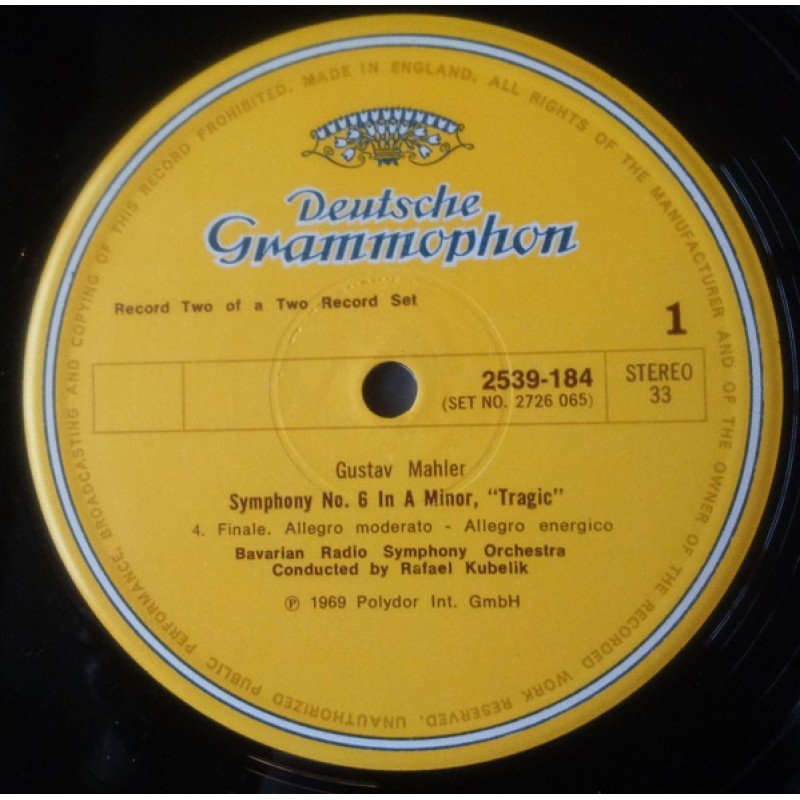 Deutsche
Grammophon
Record Two of a Two Record Set
1
2539-184
(SET NO. 2726 065)
STEREO
33
Gustav Mahler
Symphony No. 6 In A Minor, “Tragic”
4. Finale. Allegro moderato - Allegro energico
Bavarian Radio Symphony Orchestra
Conducted by Rafael Kubelik
℗ 1969 Polydor Int. GmbH
MADE IN ENGLAND. ALL RIGHTS OF THE MANUFACTURER AND OF THE OWNER OF THE RECORDED WORK RESERVED. UNAUTHORIZED PUBLIC PERFORMANCE, BROADCASTING AND COPYING OF THIS RECORD PROHIBITED.